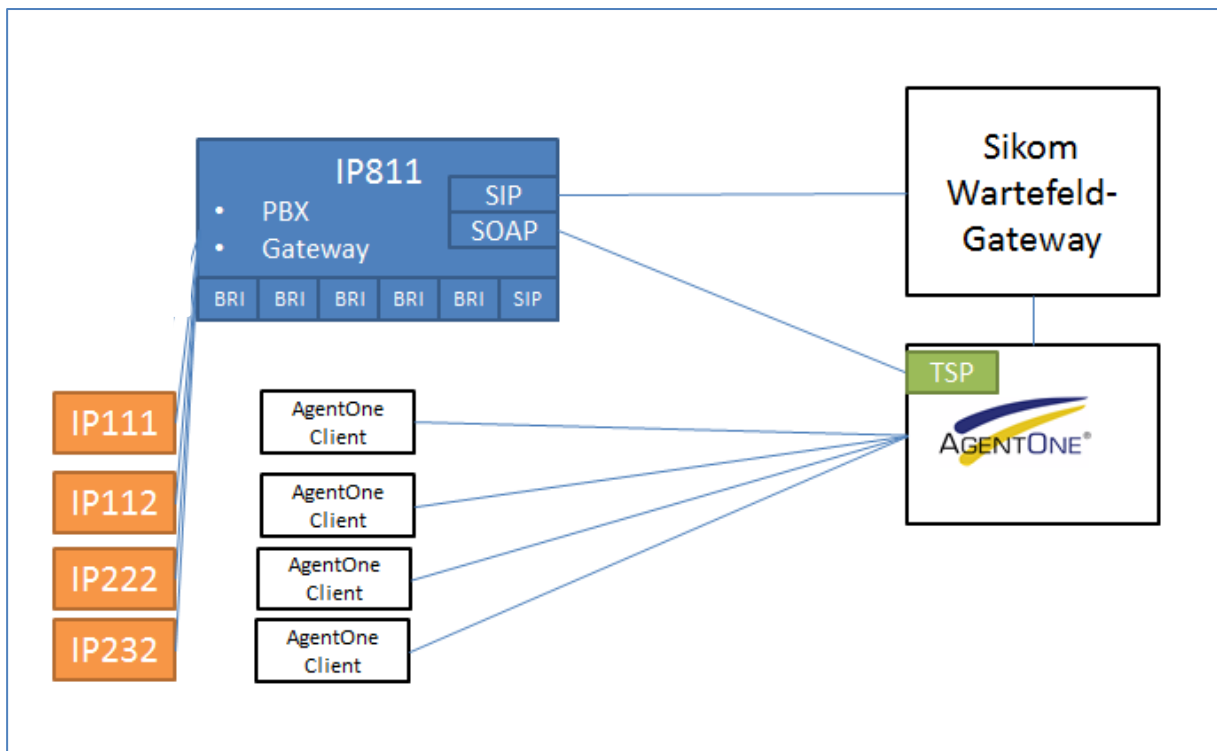 IP811
• PBX
• Gateway
SIP
SOAP
BRI BRI BRI BRI BRI SIP
Sikom
Wartefeld-
Gateway
TSP
AGENTONE®
IP111
IP112
IP222
IP232
AgentOne
Client
AgentOne
Client
AgentOne
Client
AgentOne
Client